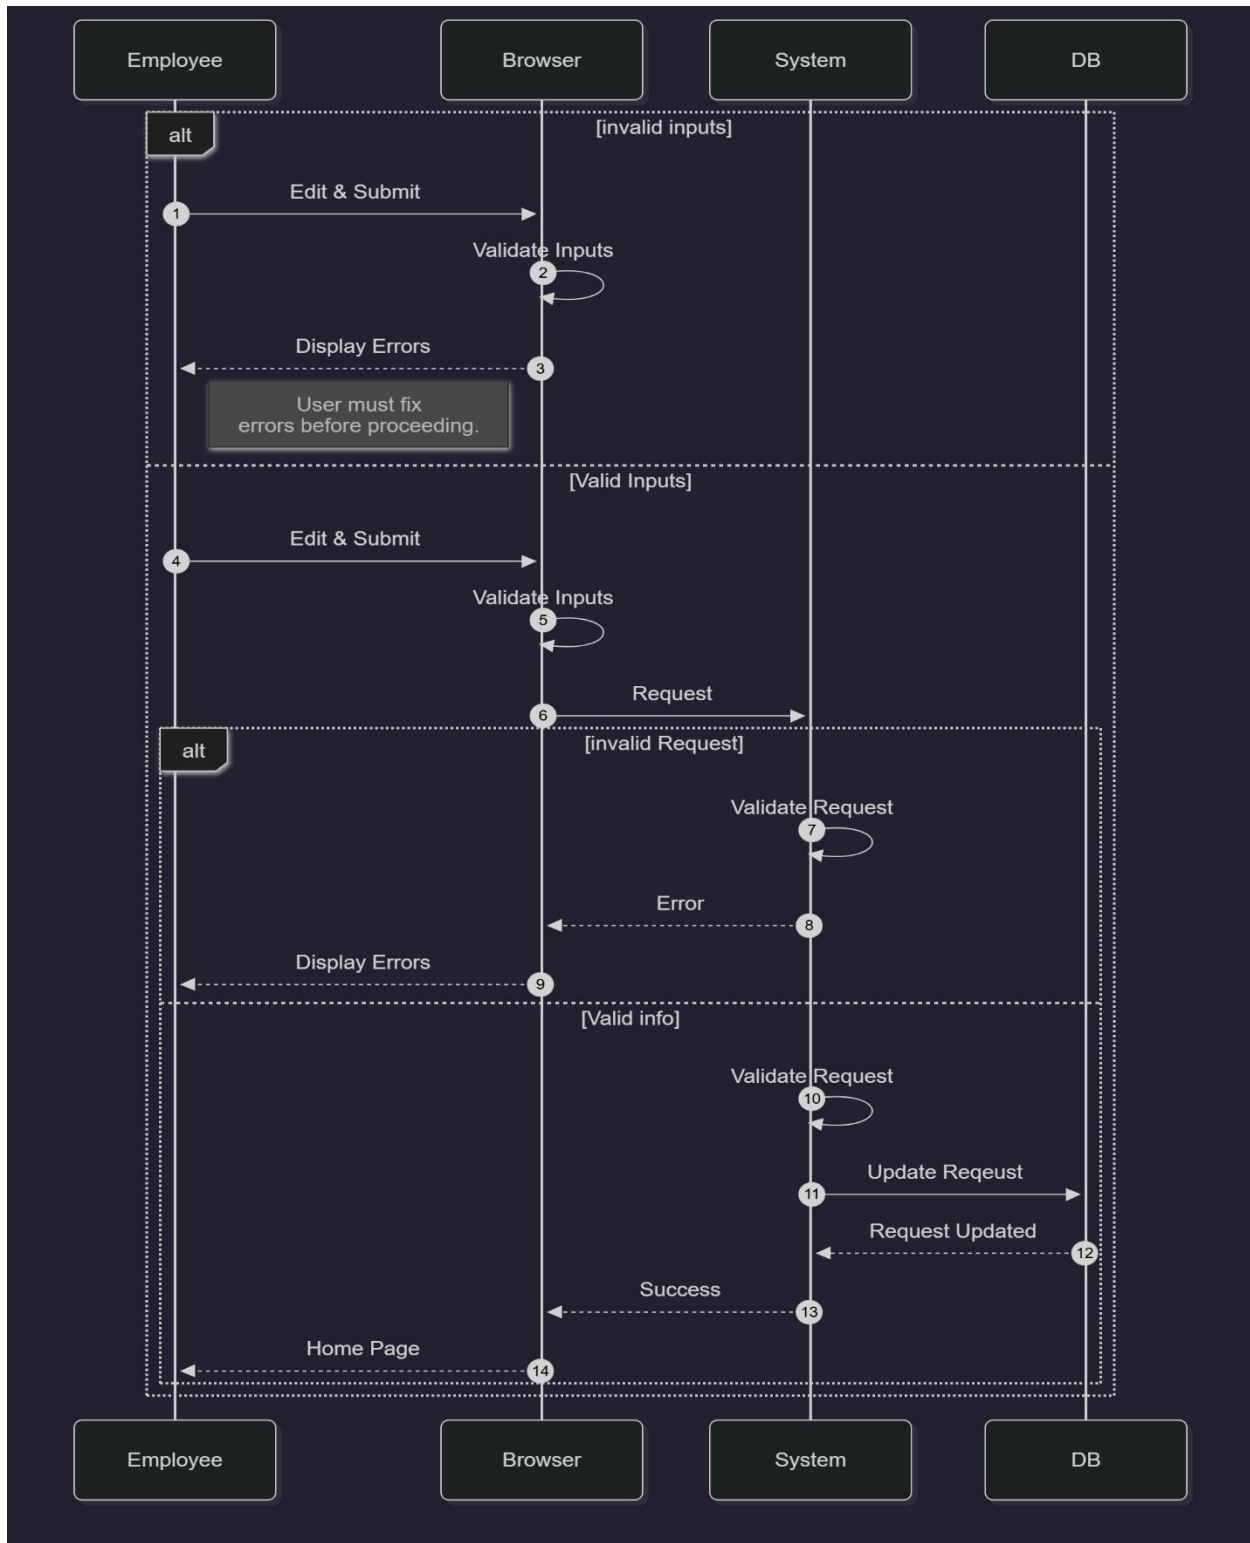 Employee
Browser
System
DB
alt
[invalid inputs]
Edit & Submit
1
Validate Inputs
2
Display Errors
3
User must fix
errors before proceeding.
[Valid Inputs]
Edit & Submit
4
Validate Inputs
5
Request
6
alt
[invalid Request]
Validate Request
7
Error
8
Display Errors
9
[Valid info]
Validate Request
10
Update Reqeust
11
Request Updated
12
Success
13
Home Page
14
Employee
Browser
System
DB